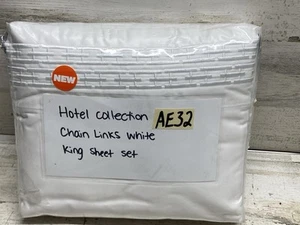 NEW
Hotel collection AE32
Chain Links white
King sheet set